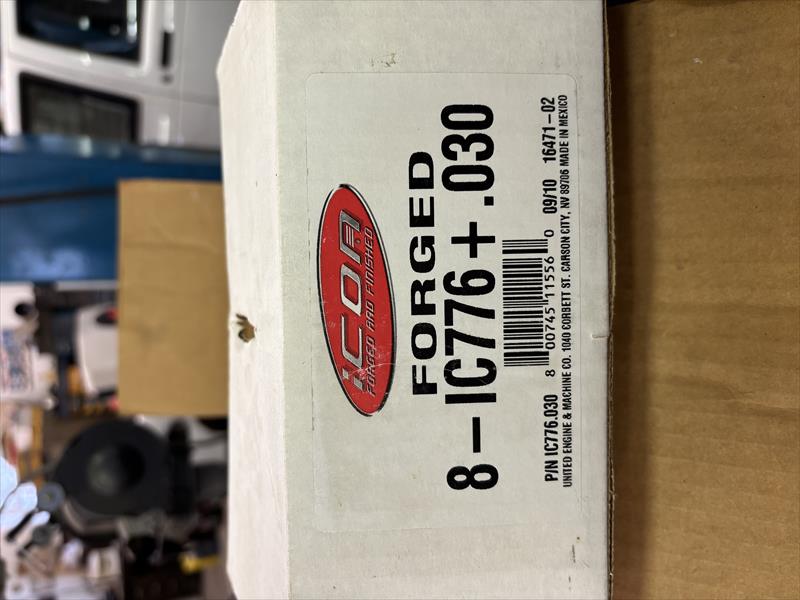 iCON
FORGED AND FINISHED
FORGED
8-IC776+.030
P/N IC776.030 8 00745 11556 0 09/10 16471-02
UNITED ENGINE & MACHINE CO. 1040 CORBETT ST. CARSON CITY, NV 89706 MADE IN MEXICO